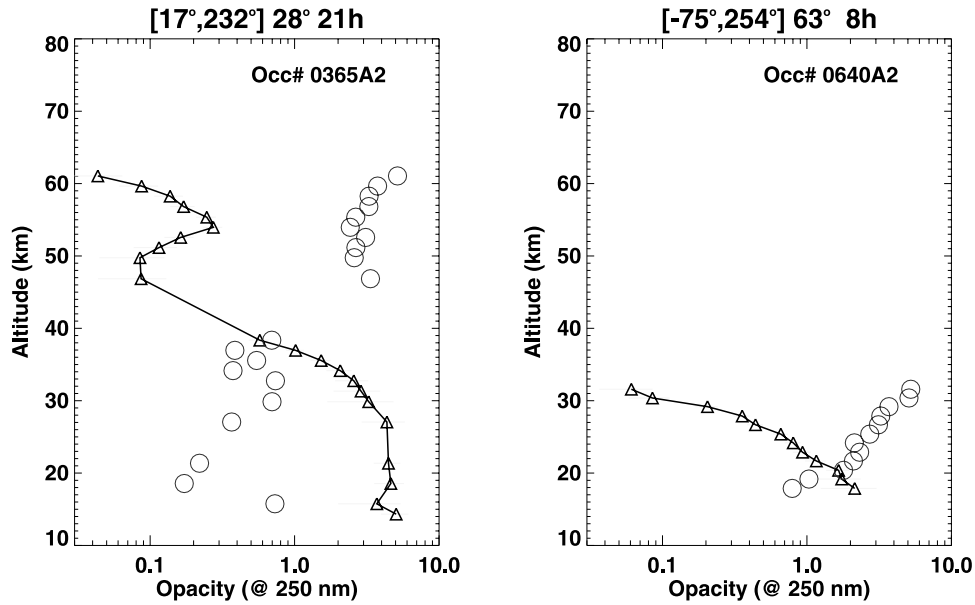 [17°,232°] 28° 21h
Occ# 0365A2
80
70
60
50
40
30
20
10
Altitude (km)
0.1
1.0
10.0
Opacity (@ 250 nm)
[-75°,254°] 63° 8h
Occ# 0640A2
80
70
60
50
40
30
20
10
Altitude (km)
0.1
1.0
10.0
Opacity (@ 250 nm)